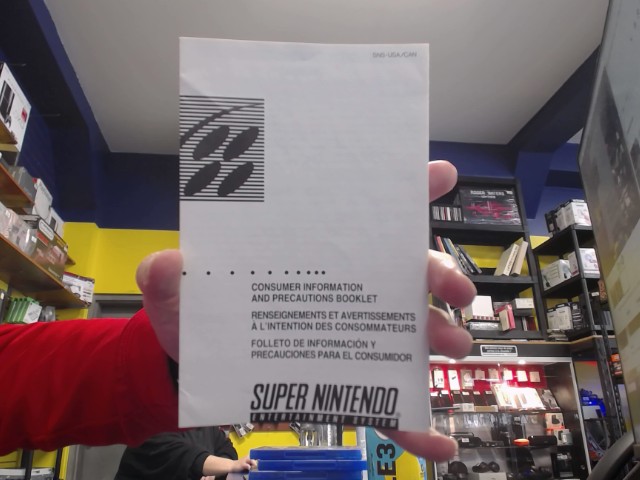 SNS-USA/CAN
CONSUMER INFORMATION
AND PRECAUTIONS BOOKLET
RENSEIGNEMENTS ET AVERTISSEMENTS
À L'INTENTION DES CONSOMMATEURS
FOLLETO DE INFORMACIÓN Y
PRECAUCIONES PARA EL CONSUMIDOR
SUPER NINTENDO
ENTERTAINMENT SYSTEM